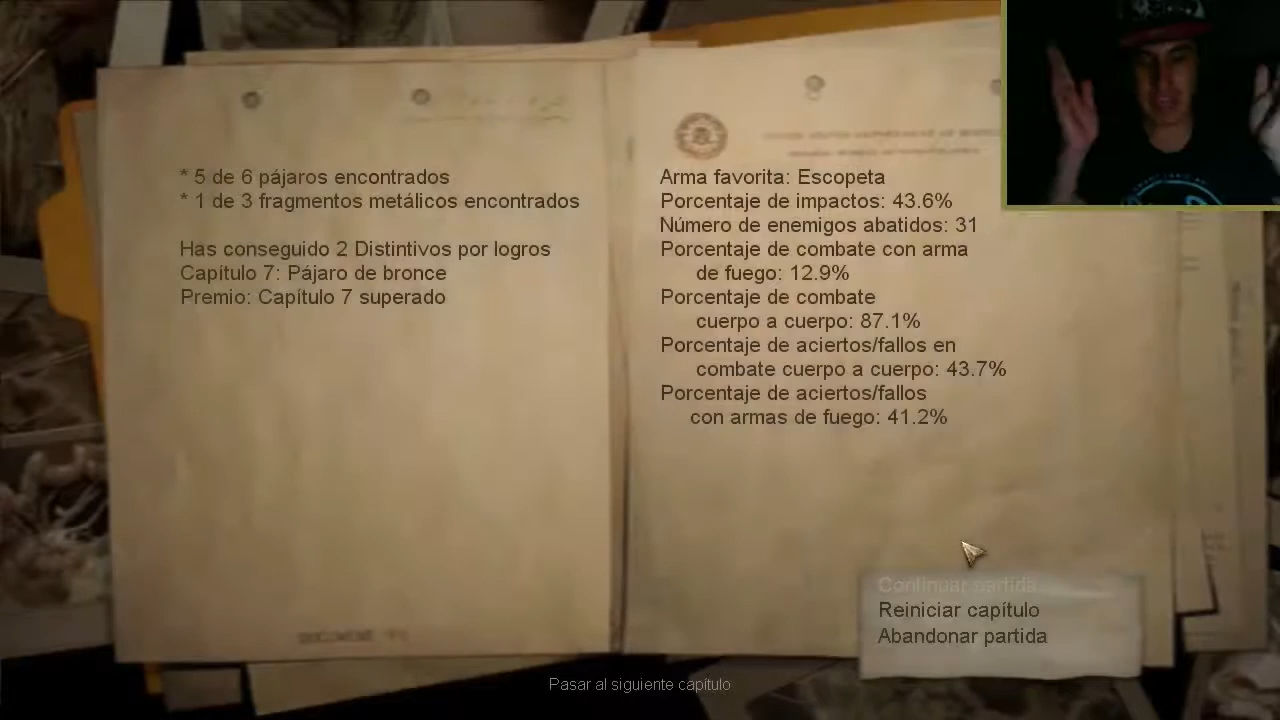 * 5 de 6 pájaros encontrados
* 1 de 3 fragmentos metálicos encontrados
Has conseguido 2 Distintivos por logros
Capítulo 7: Pájaro de bronce
Premio: Capítulo 7 superado
Arma favorita: Escopeta
Porcentaje de impactos: 43.6%
Número de enemigos abatidos: 31
Porcentaje de combate con arma
de fuego: 12.9%
Porcentaje de combate
cuerpo a cuerpo: 87.1%
Porcentaje de aciertos/fallos en
combate cuerpo a cuerpo: 43.7%
Porcentaje de aciertos/fallos
con armas de fuego: 41.2%
Continuar partida
Reiniciar capítulo
Abandonar partida
Pasar al siguiente capítulo